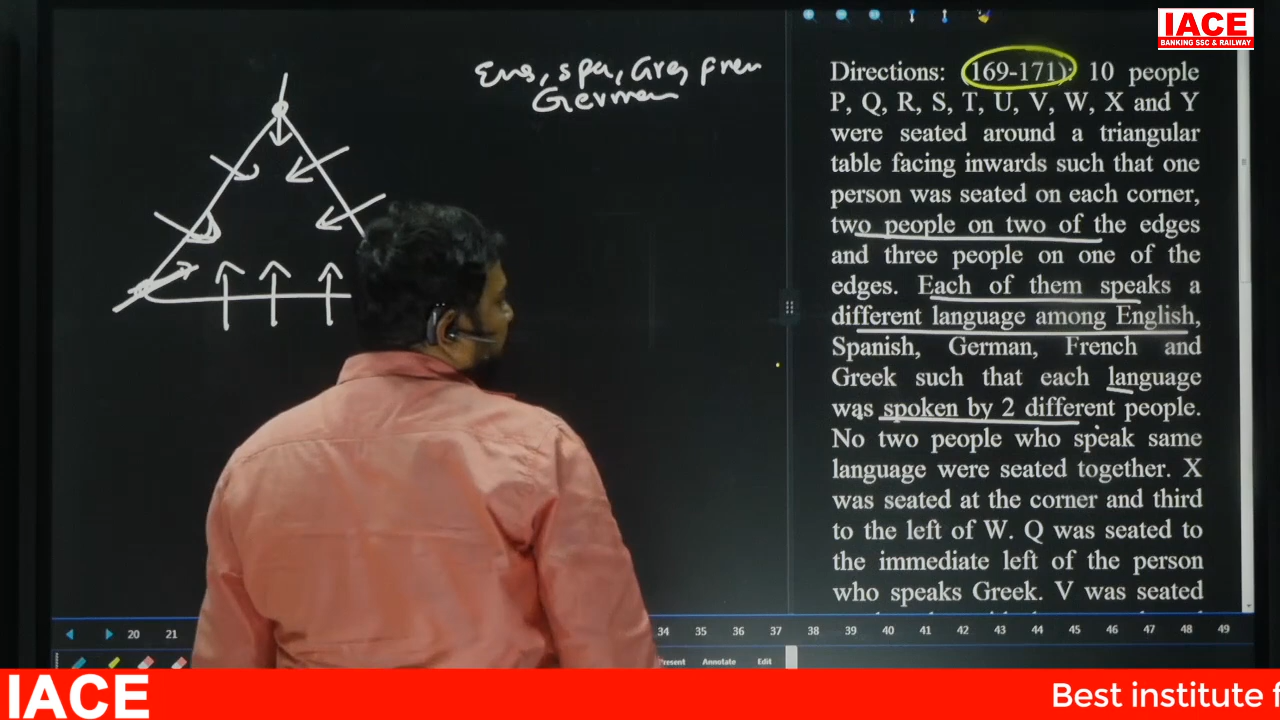 IACE
BANKING SSC & RAILWAY
Eng, Spa, Gre, Fren
German
Directions: (169-171): 10 people
P, Q, R, S, T, U, V, W, X and Y
were seated around a triangular
table facing inwards such that one
person was seated on each corner,
two people on two of the edges
and three people on one of the
edges. Each of them speaks a
different language among English,
Spanish, German, French and
Greek such that each language
was spoken by 2 different people.
No two people who speak same
language were seated together. X
was seated at the corner and third
to the left of W. Q was seated to
the immediate left of the person
who speaks Greek. V was seated
20 21 34 35 36 37 38 39 40 41 42 43 44 45 46 47 48 49
Annotate Edit
IACE
Best institute f